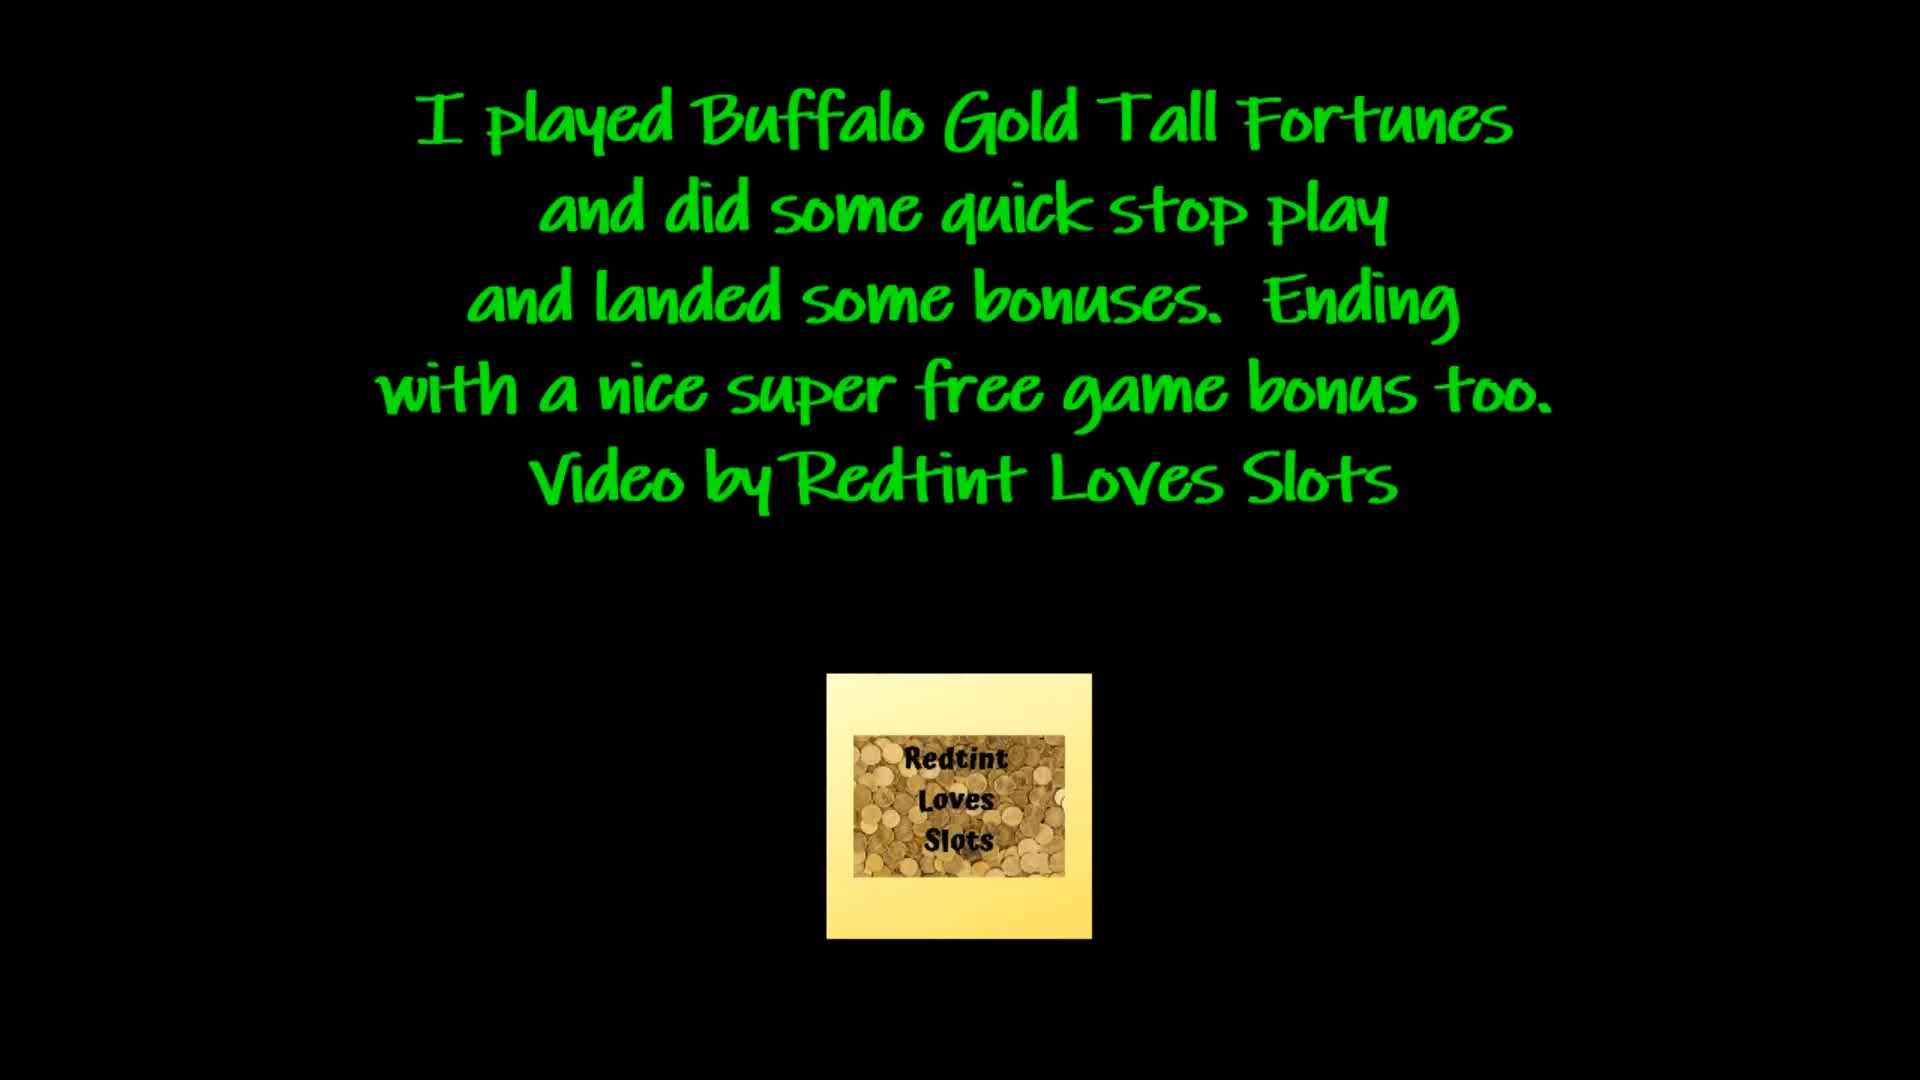 I played Buffalo Gold Tall Fortunes
and did some quick stop play
and landed some bonuses. Ending
with a nice super free game bonus too.
Video by Redtint Loves Slots
Redtint
Loves
Slots